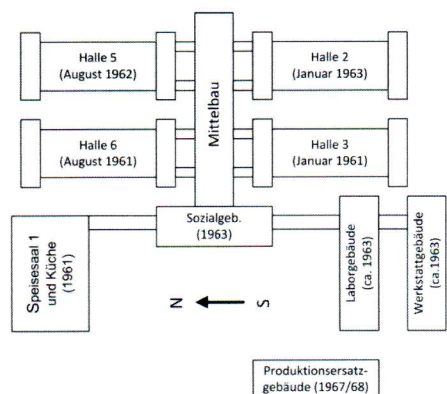 Halle 5
(August 1962)
Mittelbau
Halle 2
(Januar 1963)
Halle 6
(August 1961)
Halle 3
(Januar 1961)
Speisesaal 1
und Küche
(1961)
Sozialgeb.
(1963)
Laborgebäude
(ca. 1963)
Werkstattgebäude
(ca.1963)
N
S
Produktionsersatz-
gebäude (1967/68)